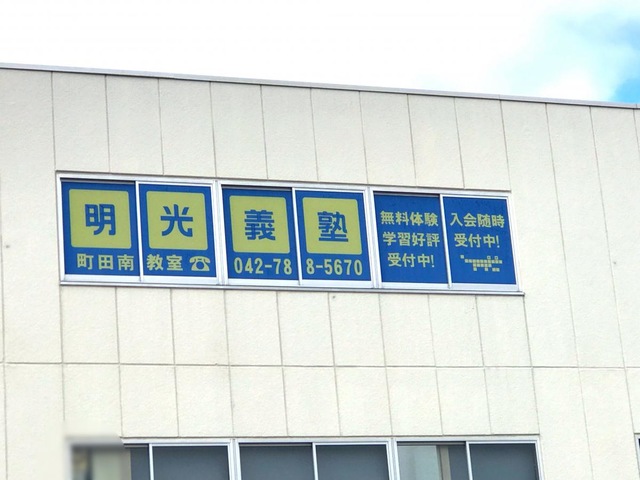 明光義塾
町田南教室☎042-788-5670
無料体験
学習好評
受付中!
入会随時
受付中!